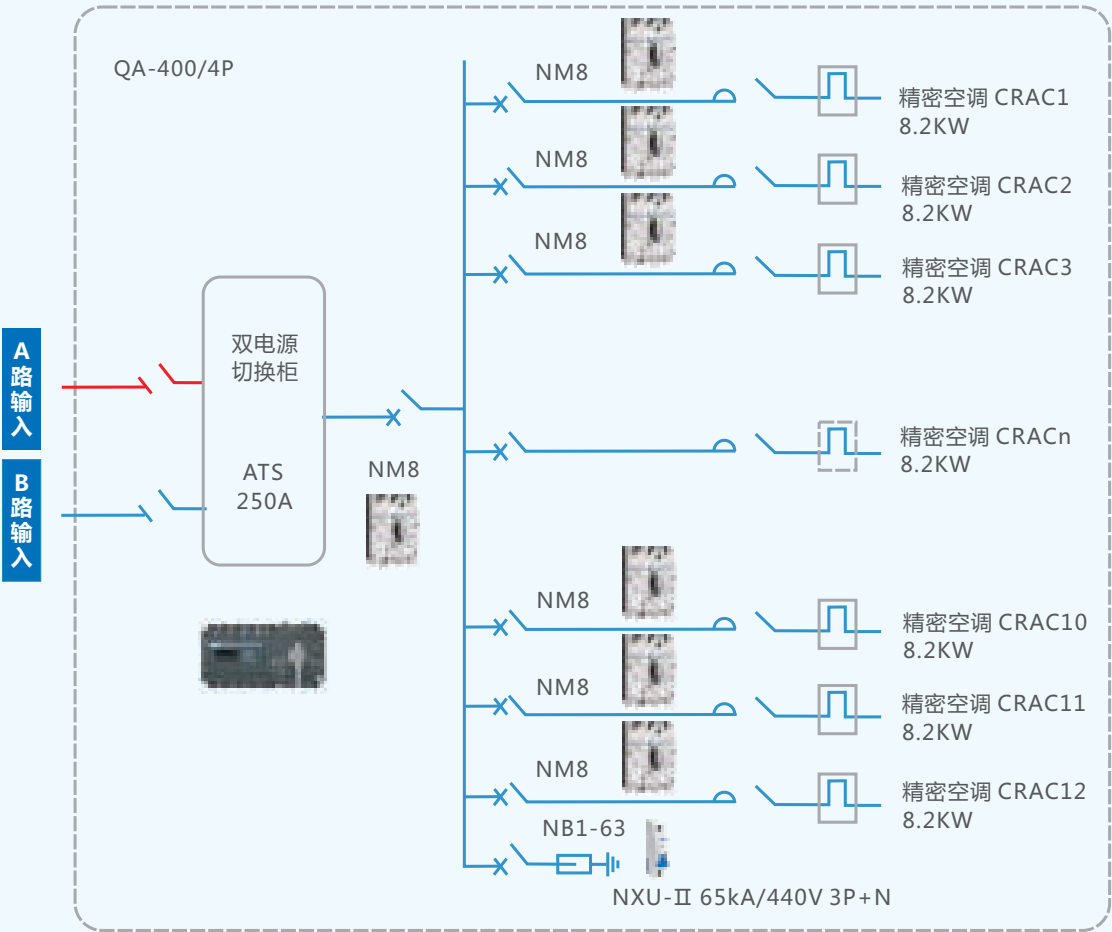 QA-400/4P
NM8
精密空调 CRAC1
8.2KW
NM8
精密空调 CRAC2
8.2KW
NM8
精密空调 CRAC3
8.2KW
A路输入
双电源
切换柜
ATS
250A
B路输入
NM8
精密空调 CRACn
8.2KW
NM8
精密空调 CRAC10
8.2KW
NM8
精密空调 CRAC11
8.2KW
NM8
精密空调 CRAC12
8.2KW
NB1-63
NXU-Ⅱ 65kA/440V 3P+N